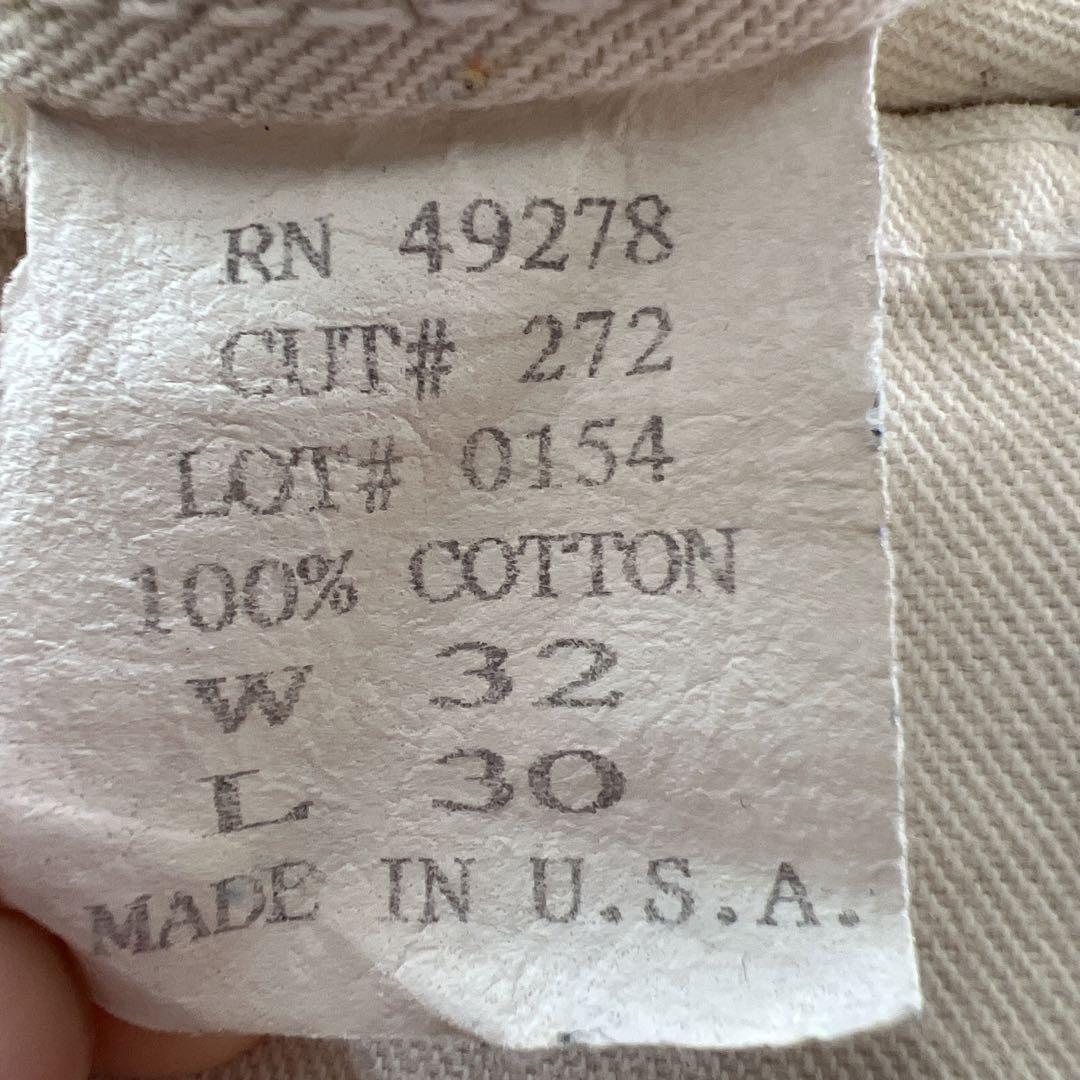 RN 49278
CUT# 272
LOT# 0154
100% COTTON
W 32
L 30
MADE IN U.S.A.